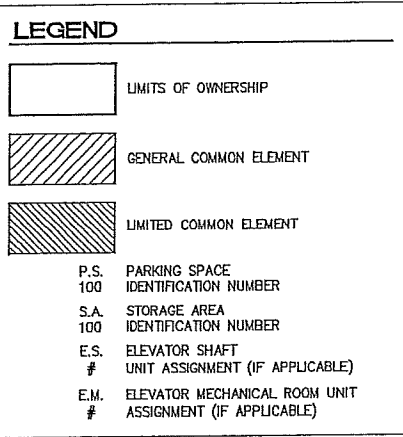 LEGEND
LIMITS OF OWNERSHIP
GENERAL COMMON ELEMENT
LIMITED COMMON ELEMENT
P.S. PARKING SPACE
100 IDENTIFICATION NUMBER
S.A. STORAGE AREA
100 IDENTIFICATION NUMBER
E.S. ELEVATOR SHAFT
# UNIT ASSIGNMENT (IF APPLICABLE)
E.M. ELEVATOR MECHANICAL ROOM UNIT
# ASSIGNMENT (IF APPLICABLE)